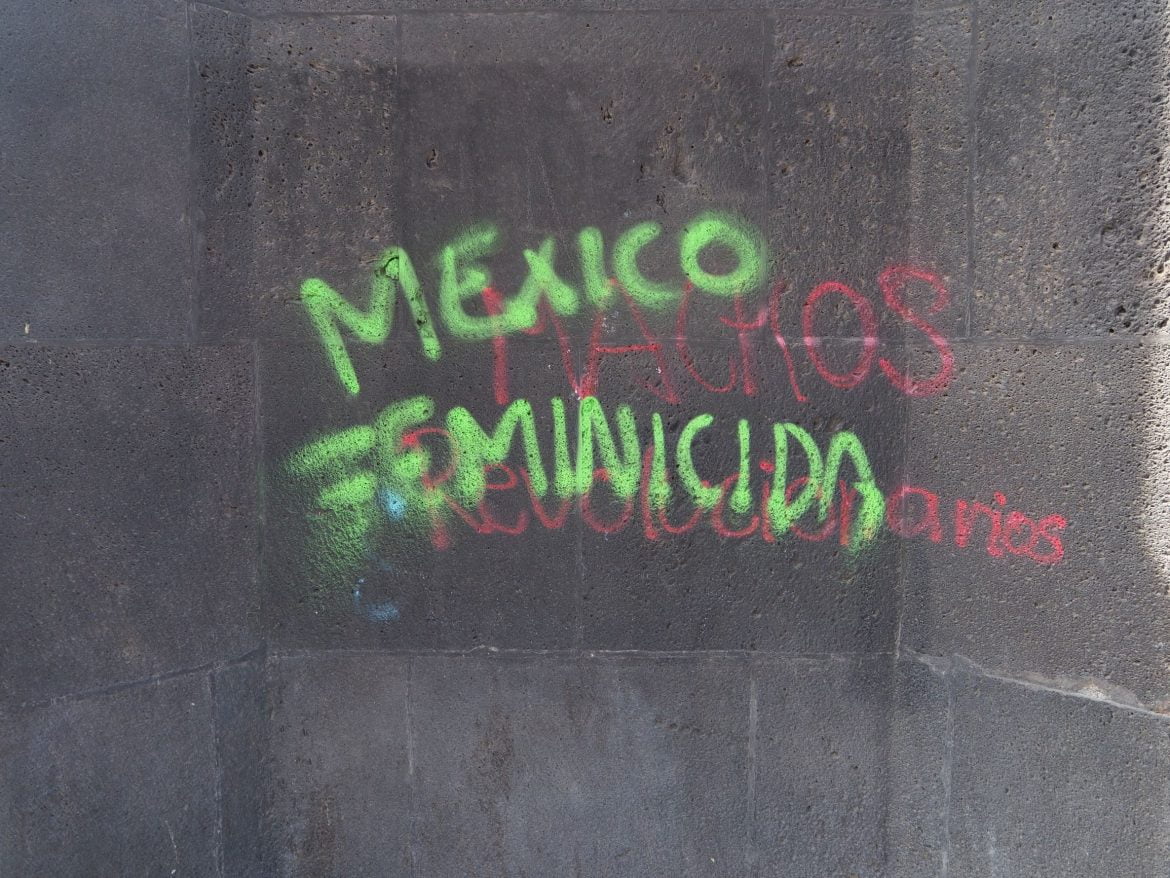 MEXICO
MACHOS
FEMINICIDA
Revolucionarios